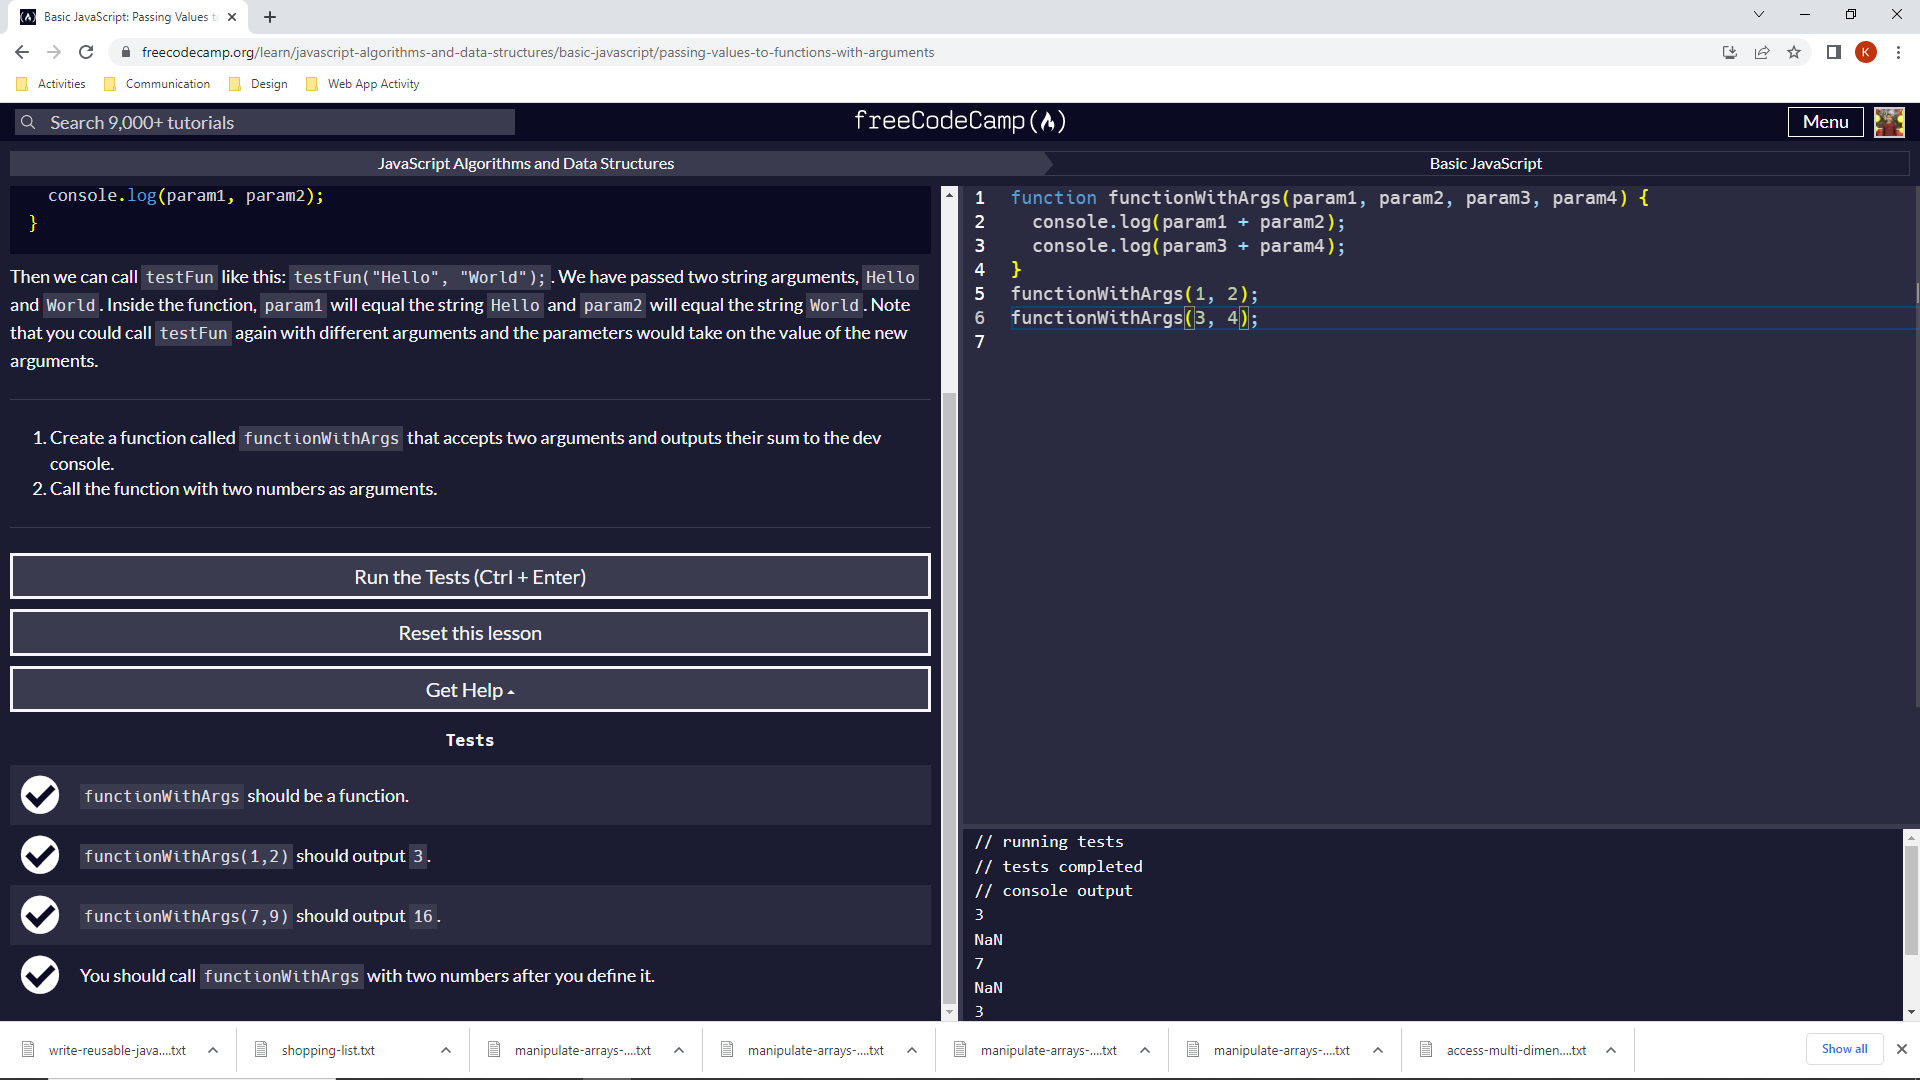 Basic JavaScript: Passing Values t
freecodecamp.org/learn/javascript-algorithms-and-data-structures/basic-javascript/passing-values-to-functions-with-arguments
K
Activities
Communication
Design
Web App Activity
Search 9,000+ tutorials
freeCodeCamp
Menu
JavaScript Algorithms and Data Structures
Basic JavaScript
console.log(param1, param2);
}
Then we can call testFun like this: testFun("Hello", "World");. We have passed two string arguments, Hello
and World. Inside the function, param1 will equal the string Hello and param2 will equal the string World. Note
that you could call testFun again with different arguments and the parameters would take on the value of the new
arguments.
1. Create a function called functionWithArgs that accepts two arguments and outputs their sum to the dev
console.
2. Call the function with two numbers as arguments.
Run the Tests (Ctrl + Enter)
Reset this lesson
Get Help
Tests
functionWithArgs should be a function.
functionWithArgs(1,2) should output 3.
functionWithArgs(7,9) should output 16.
You should call functionWithArgs with two numbers after you define it.
1 function functionWithArgs(param1, param2, param3, param4) {
2 console.log(param1 + param2);
3 console.log(param3 + param4);
4 }
5 functionWithArgs(1, 2);
6 functionWithArgs(3, 4);
7
// running tests
// tests completed
// console output
3
NaN
7
NaN
3
write-reusable-java....txt
shopping-list.txt
manipulate-arrays-....txt
manipulate-arrays-....txt
manipulate-arrays-....txt
manipulate-arrays-....txt
access-multi-dimen....txt
Show all